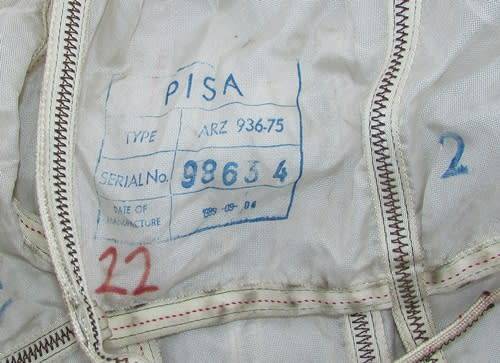 PISA
TYPE ARZ 936-75
SERIAL No. 98634
DATE OF MANUFACTURE
22
2